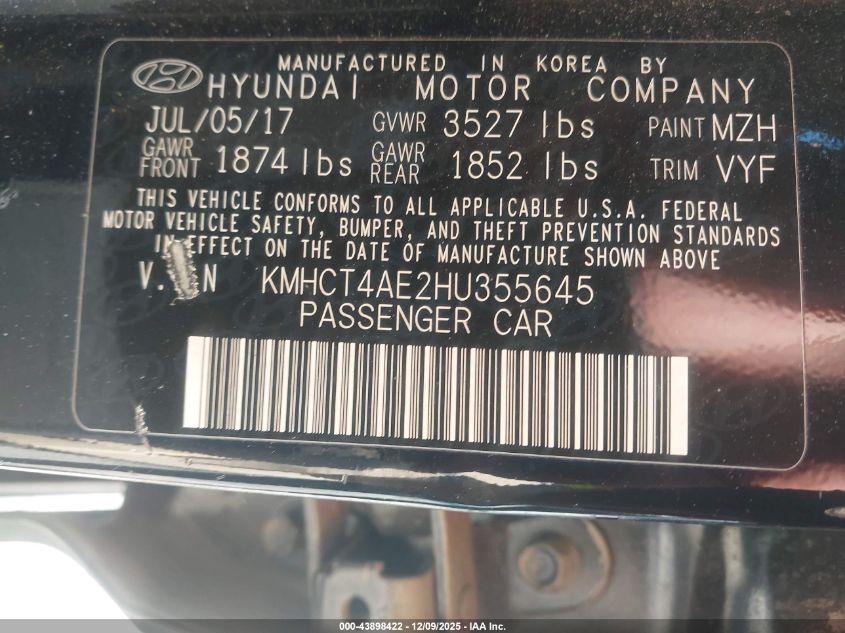 MANUFACTURED IN KOREA BY
HYUNDAI MOTOR COMPANY
JUL/05/17 GVWR 3527 lbs PAINT MZH
GAWR FRONT 1874 lbs GAWR REAR 1852 lbs TRIM VYF
THIS VEHICLE CONFORMS TO ALL APPLICABLE U.S.A. FEDERAL
MOTOR VEHICLE SAFETY, BUMPER, AND THEFT PREVENTION STANDARDS
IN EFFECT ON THE DATE OF MANUFACTURE SHOWN ABOVE
V. N KMHCT4AE2HU355645
PASSENGER CAR
000-43898422 - 12/09/2025 - IAA Inc.